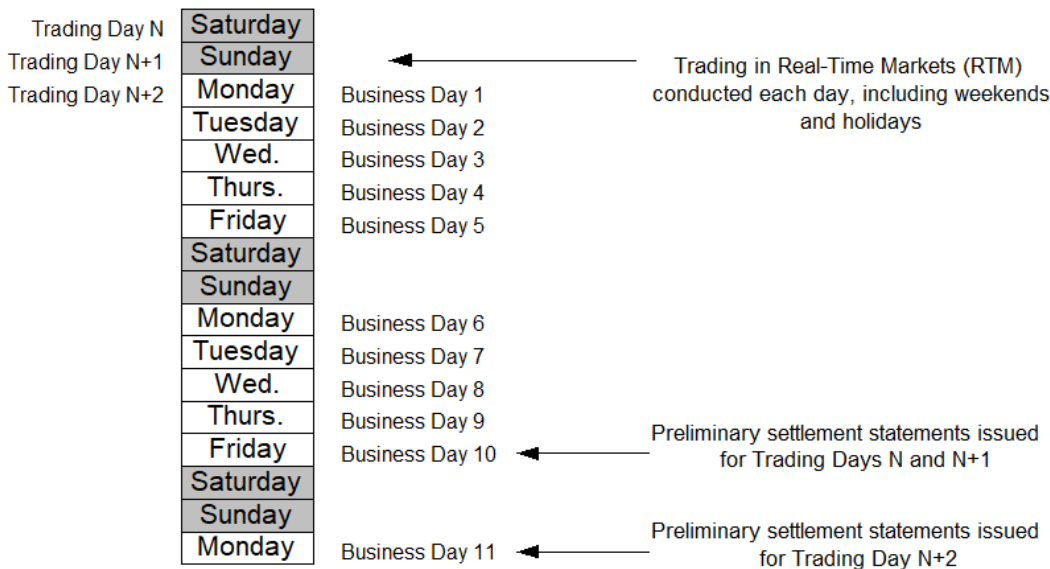 Trading Day N
Saturday
Trading Day N+1
Sunday
Trading in Real-Time Markets (RTM)
conducted each day, including weekends
and holidays
Trading Day N+2
Monday
Business Day 1
Tuesday
Business Day 2
Wed.
Business Day 3
Thurs.
Business Day 4
Friday
Business Day 5
Saturday
Sunday
Monday
Business Day 6
Tuesday
Business Day 7
Wed.
Business Day 8
Thurs.
Business Day 9
Friday
Business Day 10
Preliminary settlement statements issued
for Trading Days N and N+1
Saturday
Sunday
Monday
Business Day 11
Preliminary settlement statements issued
for Trading Day N+2